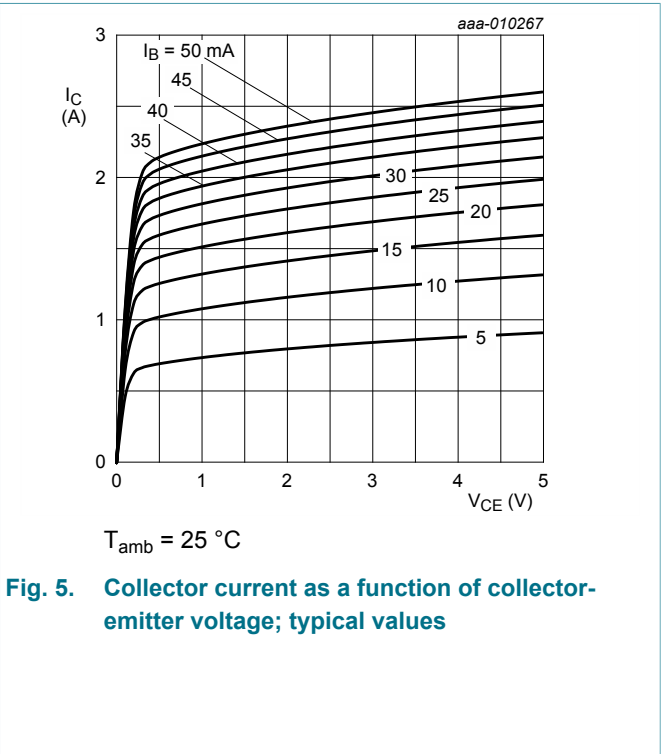 aaa-010267
3
I_B = 50 mA
I_C
(A)
45
40
35
2
30
25
20
15
10
1
5
0
0 1 2 3 4 5
V_CE (V)
T_amb = 25 °C
Fig. 5. Collector current as a function of collector-
emitter voltage; typical values